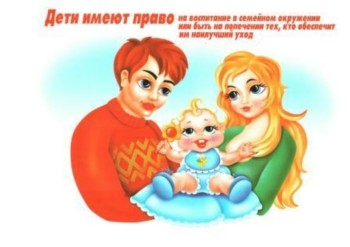 Дети имеют право на воспитание в семейном окружении
или быть на попечении тех, кто обеспечит
им наилучший уход